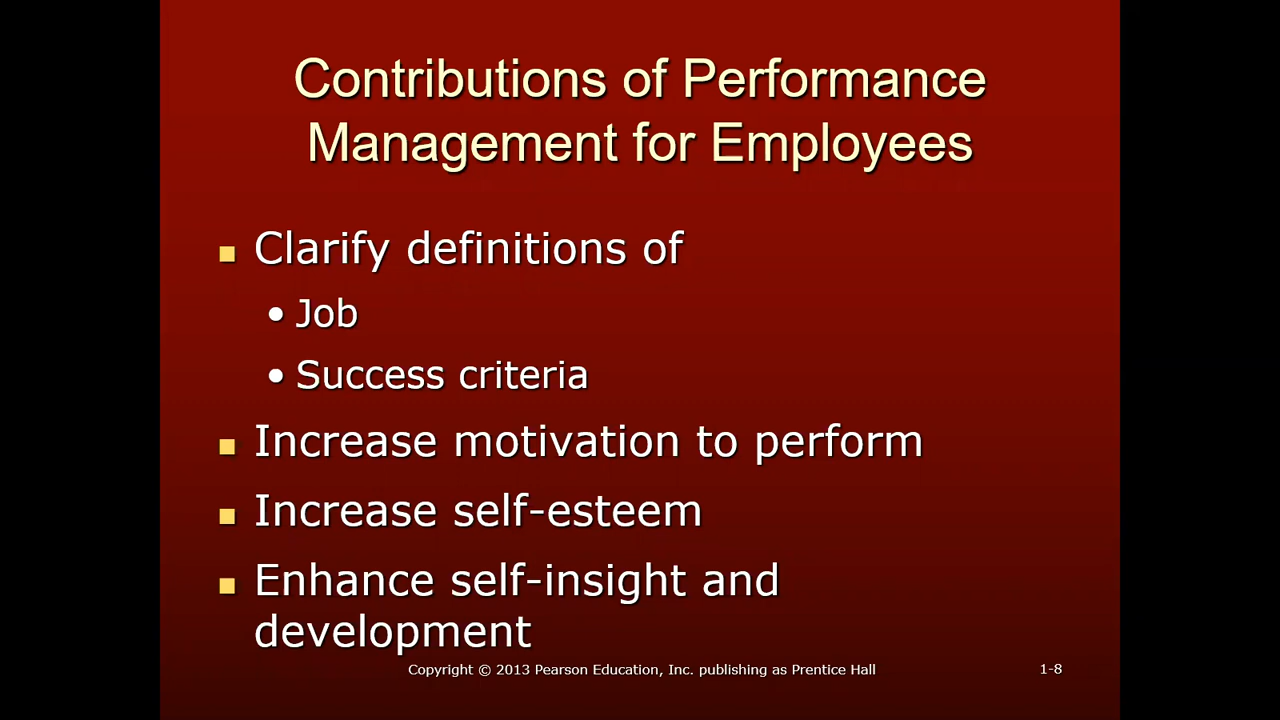 Contributions of Performance
Management for Employees
Clarify definitions of
• Job
• Success criteria
Increase motivation to perform
Increase self-esteem
Enhance self-insight and
development
Copyright © 2013 Pearson Education, Inc. publishing as Prentice Hall
1-8